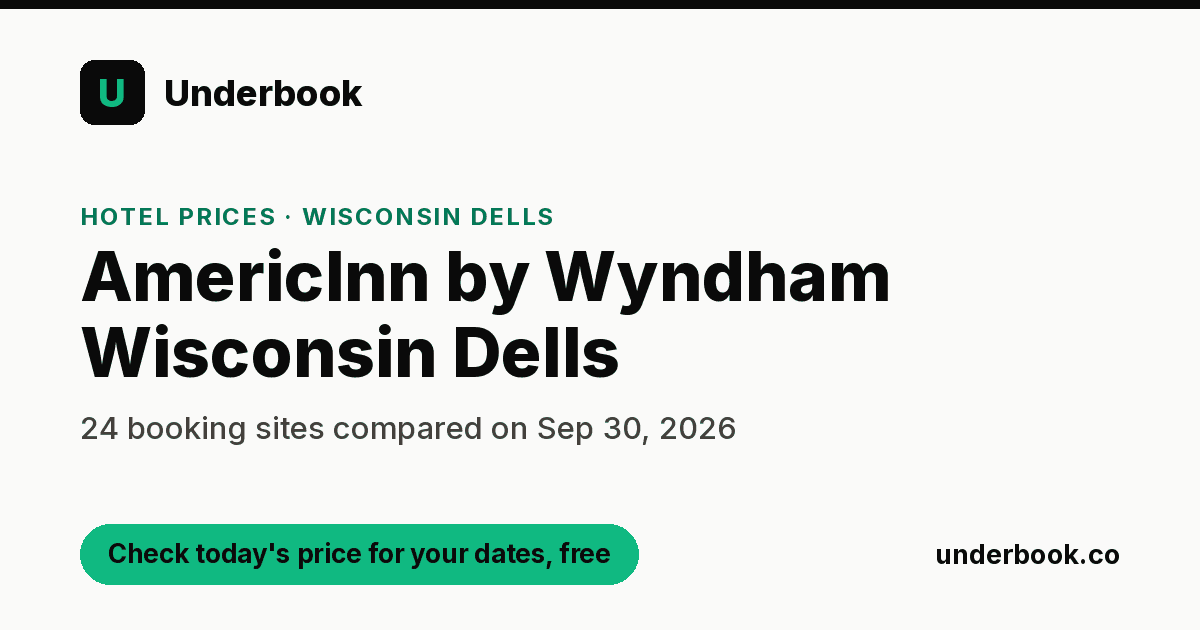 U Underbook
HOTEL PRICES · WISCONSIN DELLS
AmericInn by Wyndham
Wisconsin Dells
24 booking sites compared on Sep 30, 2026
Check today's price for your dates, free
underbook.co